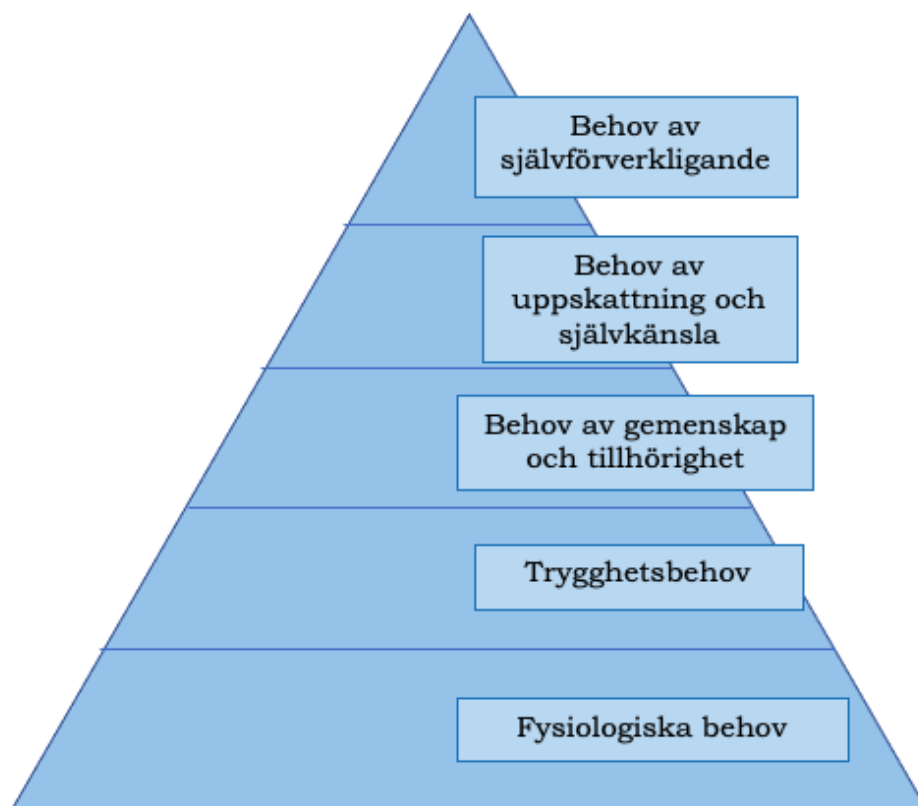 Behov av
självförverkligande
Behov av
uppskattning och
självkänsla
Behov av gemenskap
och tillhörighet
Trygghetsbehov
Fysiologiska behov